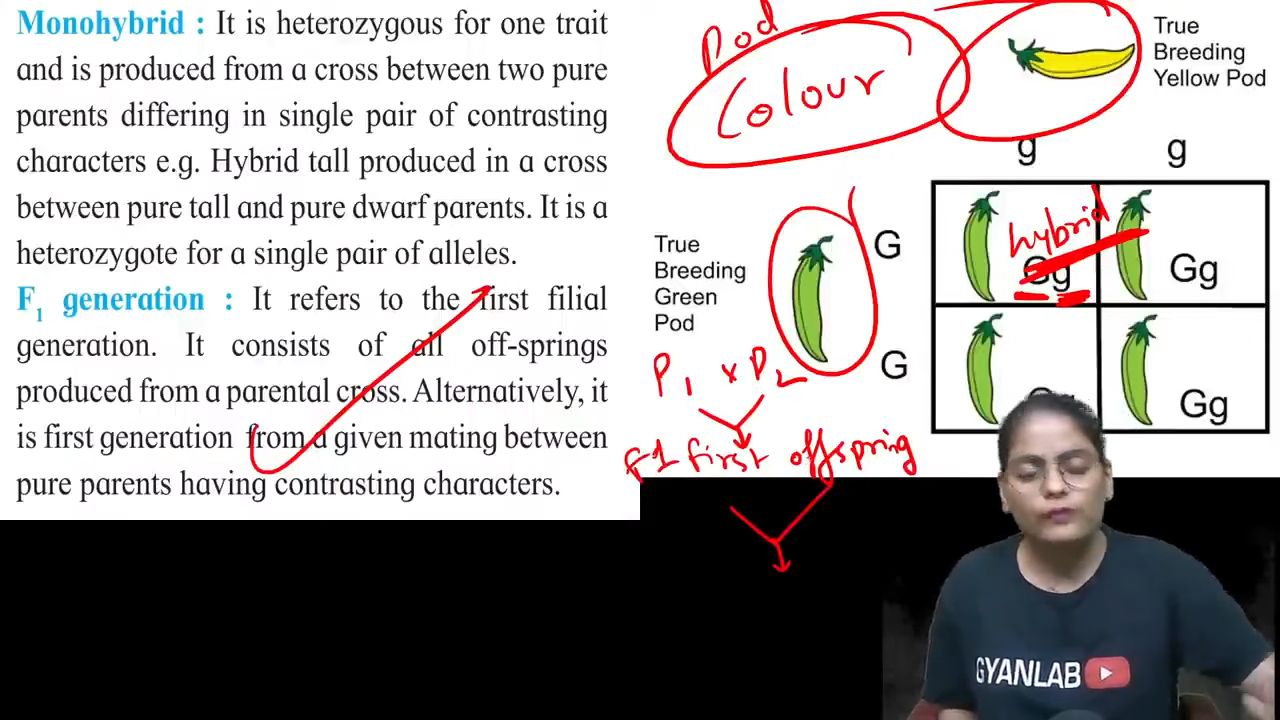 Monohybrid : It is heterozygous for one trait
and is produced from a cross between two pure
parents differing in single pair of contrasting
characters e.g. Hybrid tall produced in a cross
between pure tall and pure dwarf parents. It is a
heterozygote for a single pair of alleles.
F1 generation : It refers to the first filial
generation. It consists of all off-springs
produced from a parental cross. Alternatively, it
is first generation from a given mating between
pure parents having contrasting characters.
Pod
Colour
True
Breeding
Yellow Pod
g g
True
Breeding
Green
Pod
G
G
hybrid
Gg Gg
Gg
P1 x P2
F1 first offspring
GYANLAB